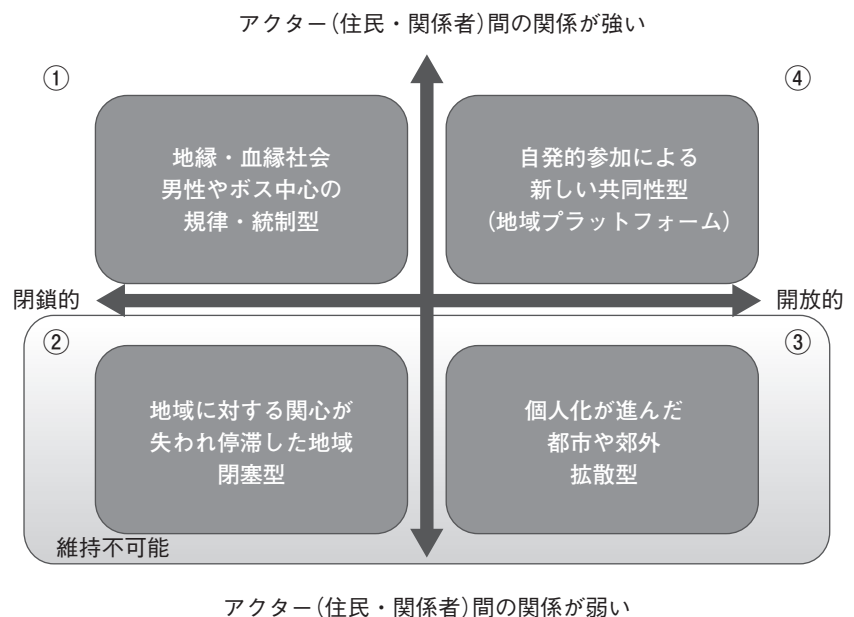 アクター(住民・関係者)間の関係が強い
①
④
地縁・血縁社会
男性やボス中心の
規律・統制型
自発的参加による
新しい共同性型
(地域プラットフォーム)
閉鎖的
開放的
②
③
地域に対する関心が
失われ停滞した地域
閉塞型
個人化が進んだ
都市や郊外
拡散型
維持不可能
アクター(住民・関係者)間の関係が弱い